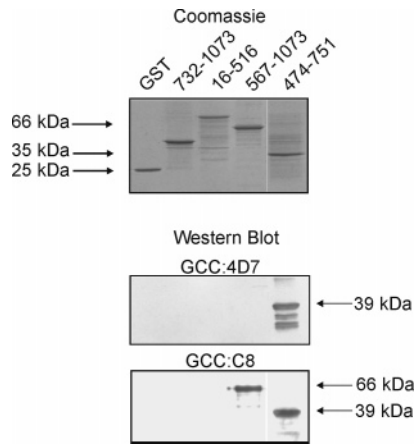 Coomassie
GST
732-1073
16-516
567-1073
474-751
66 kDa
35 kDa
25 kDa
Western Blot
GCC:4D7
39 kDa
GCC:C8
66 kDa
39 kDa